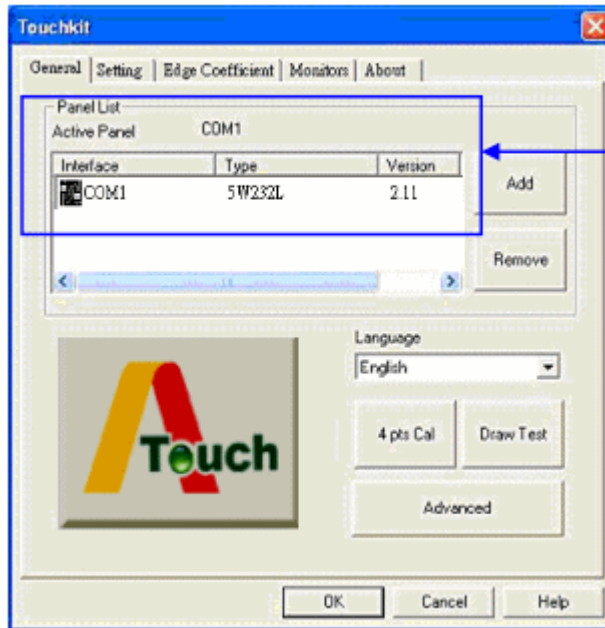 Touchkit
General Setting Edge Coefficient Monitors About
Panel List
Active Panel COM1
Interface Type Version
COM1 5W232L 2.11
Add
Remove
Language
English
4 pts Cal Draw Test
Touch
Advanced
OK Cancel Help